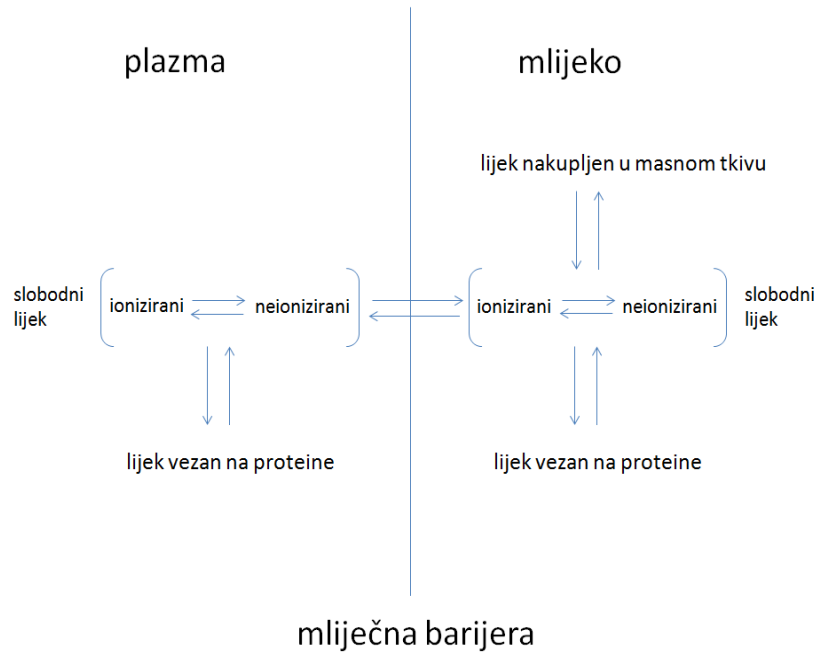 plazma
mlijeko
lijek nakupljen u masnom tkivu
slobodni
lijek
ionizirani
neionizirani
ionizirani
neionizirani
slobodni
lijek
lijek vezan na proteine
lijek vezan na proteine
mliječna barijera